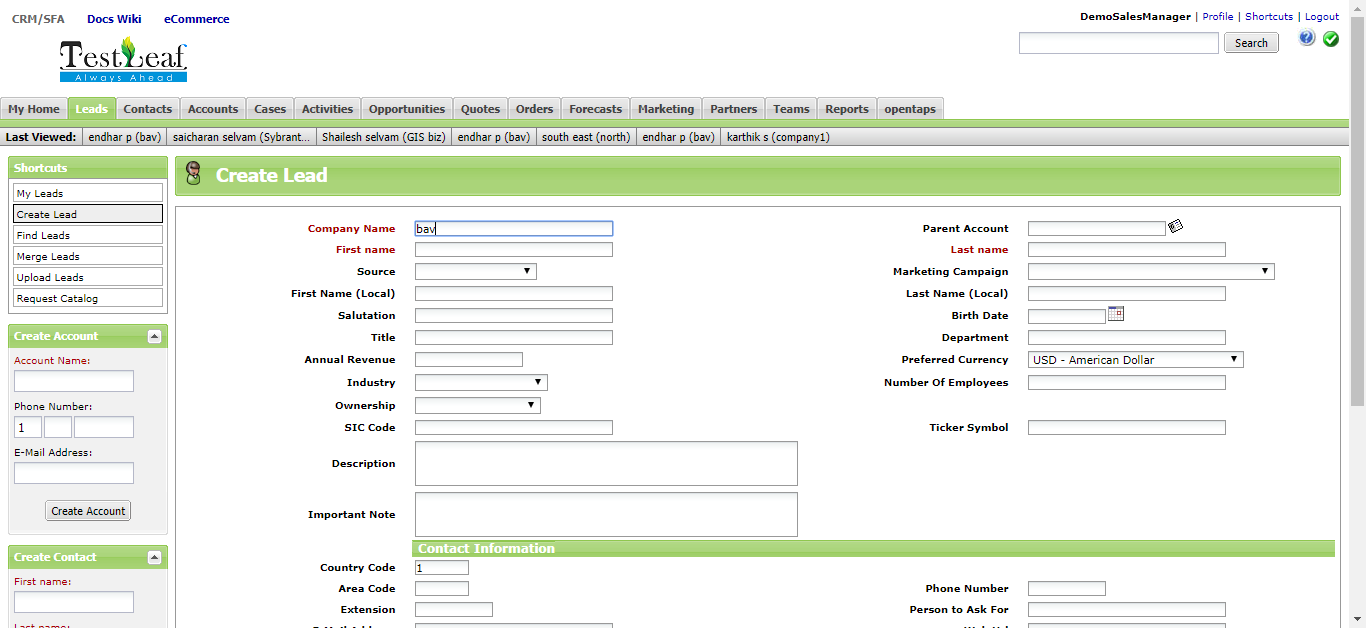 CRM/SFA Docs Wiki eCommerce
DemoSalesManager | Profile | Shortcuts | Logout
TestLeaf
Always Ahead
Search
My Home Leads Contacts Accounts Cases Activities Opportunities Quotes Orders Forecasts Marketing Partners Teams Reports opentaps
Last Viewed: endhar p (bav) saicharan selvam (Sybrant... Shailesh selvam (GIS biz) endhar p (bav) south east (north) endhar p (bav) karthik s (company1)
Shortcuts
My Leads
Create Lead
Find Leads
Merge Leads
Upload Leads
Request Catalog
Create Account
Account Name:
Phone Number:
1
E-Mail Address:
Create Account
Create Contact
First name:
Last name:
Create Lead
Company Name bav Parent Account
First name Last name
Source Marketing Campaign
First Name (Local) Last Name (Local)
Salutation Birth Date
Title Department
Annual Revenue Preferred Currency USD - American Dollar
Industry Number Of Employees
Ownership
SIC Code Ticker Symbol
Description
Important Note
Contact Information
Country Code 1
Area Code Phone Number
Extension Person to Ask For